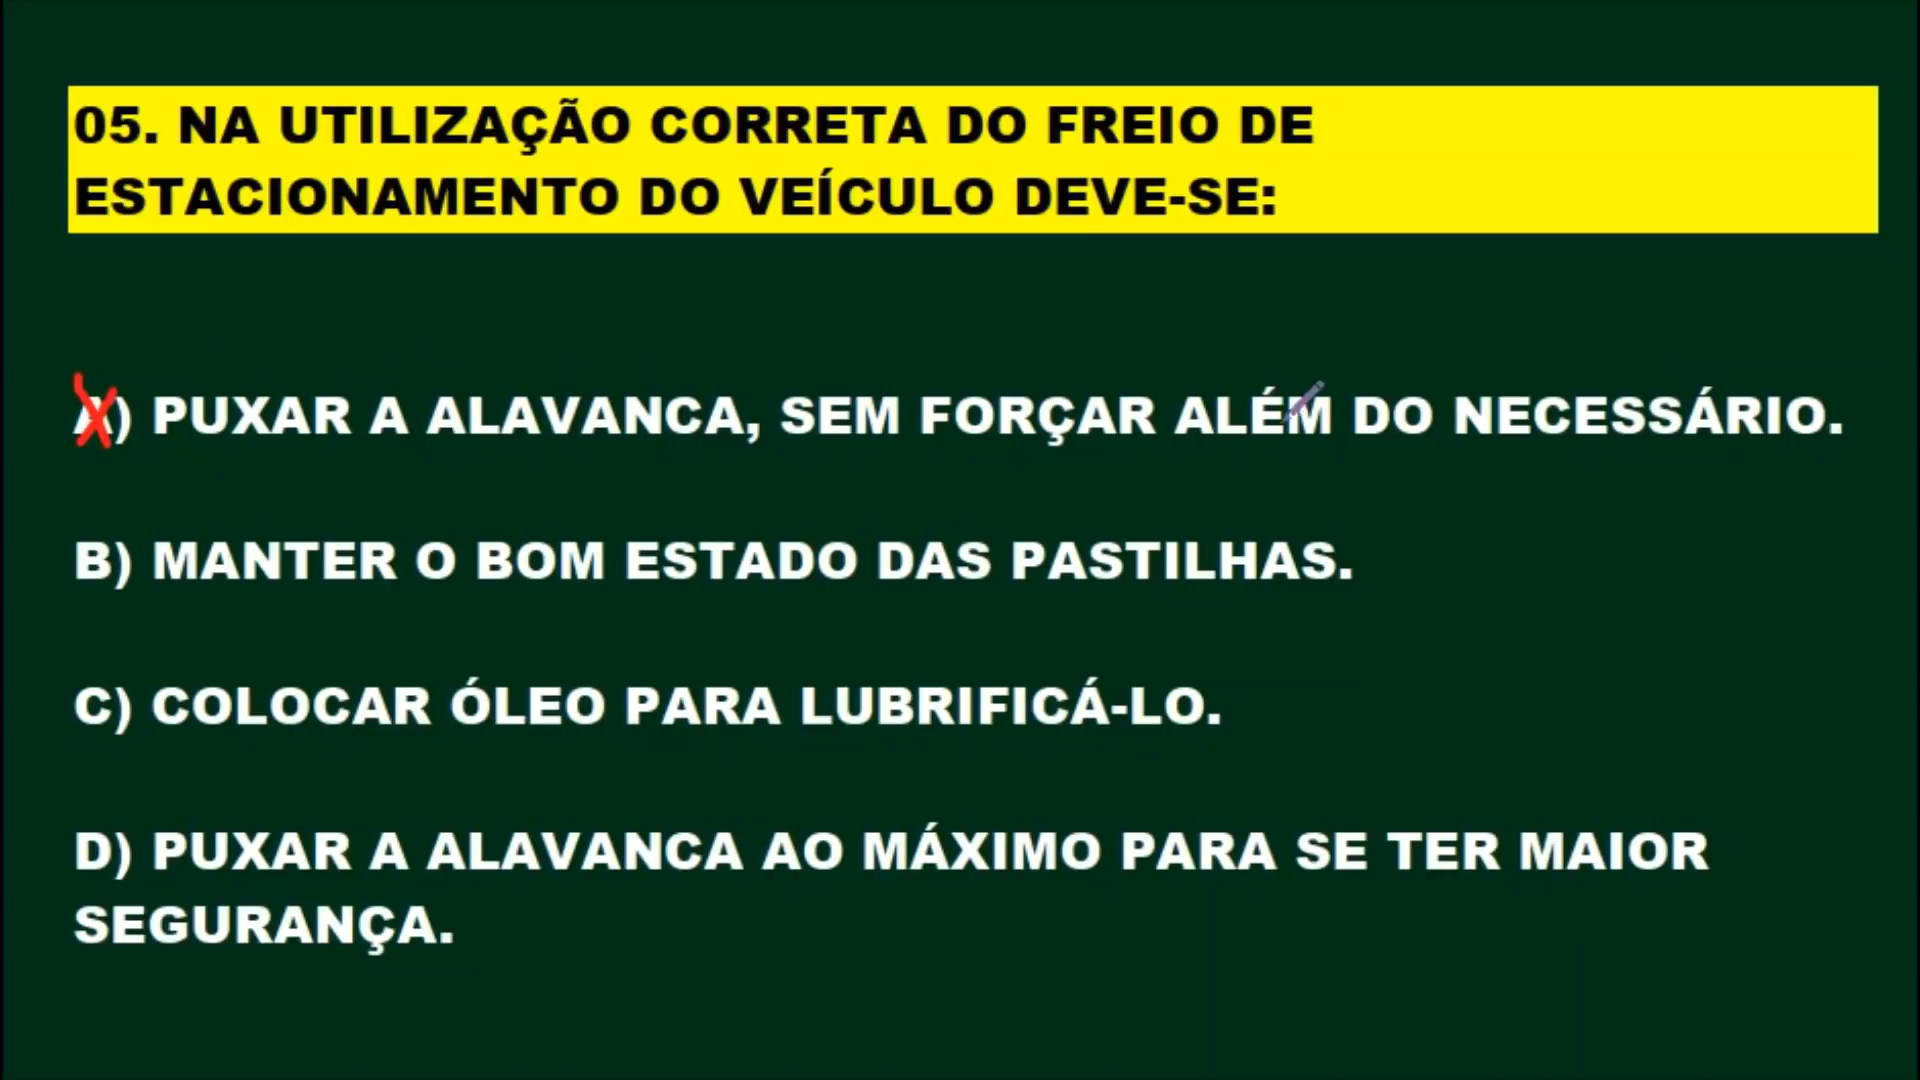 05. NA UTILIZAÇÃO CORRETA DO FREIO DE
ESTACIONAMENTO DO VEÍCULO DEVE-SE:
A) PUXAR A ALAVANCA, SEM FORÇAR ALÉM DO NECESSÁRIO.
B) MANTER O BOM ESTADO DAS PASTILHAS.
C) COLOCAR ÓLEO PARA LUBRIFICÁ-LO.
D) PUXAR A ALAVANCA AO MÁXIMO PARA SE TER MAIOR
SEGURANÇA.